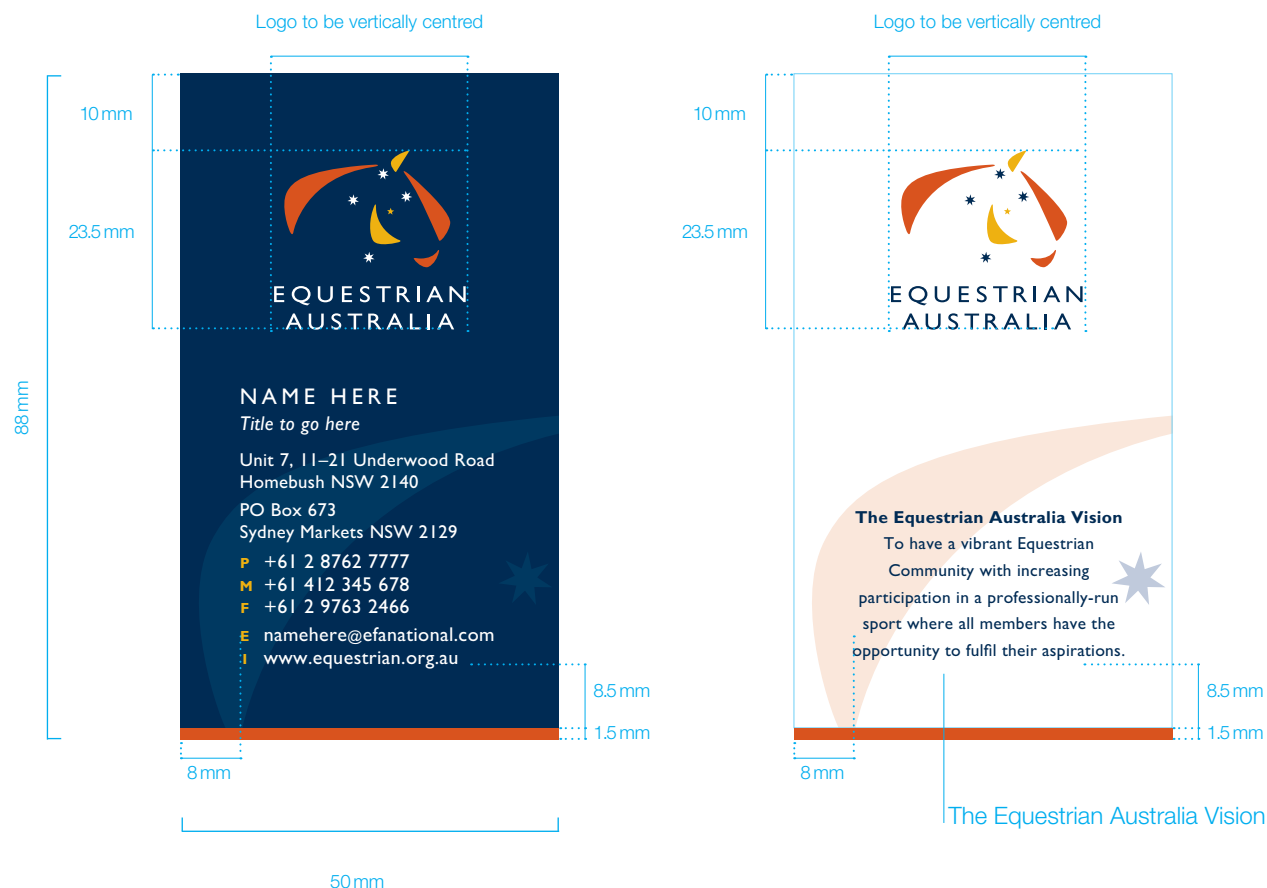 Logo to be vertically centred
10 mm
23.5 mm
88 mm
EQUESTRIAN
AUSTRALIA
NAME HERE
Title to go here
Unit 7, 11–21 Underwood Road
Homebush NSW 2140
PO Box 673
Sydney Markets NSW 2129
P +61 2 8762 7777
M +61 412 345 678
F +61 2 9763 2466
E namehere@efanational.com
I www.equestrian.org.au
8.5 mm
1.5 mm
8 mm
50 mm
Logo to be vertically centred
10 mm
23.5 mm
EQUESTRIAN
AUSTRALIA
The Equestrian Australia Vision
To have a vibrant Equestrian
Community with increasing
participation in a professionally-run
sport where all members have the
opportunity to fulfil their aspirations.
8.5 mm
1.5 mm
8 mm
The Equestrian Australia Vision